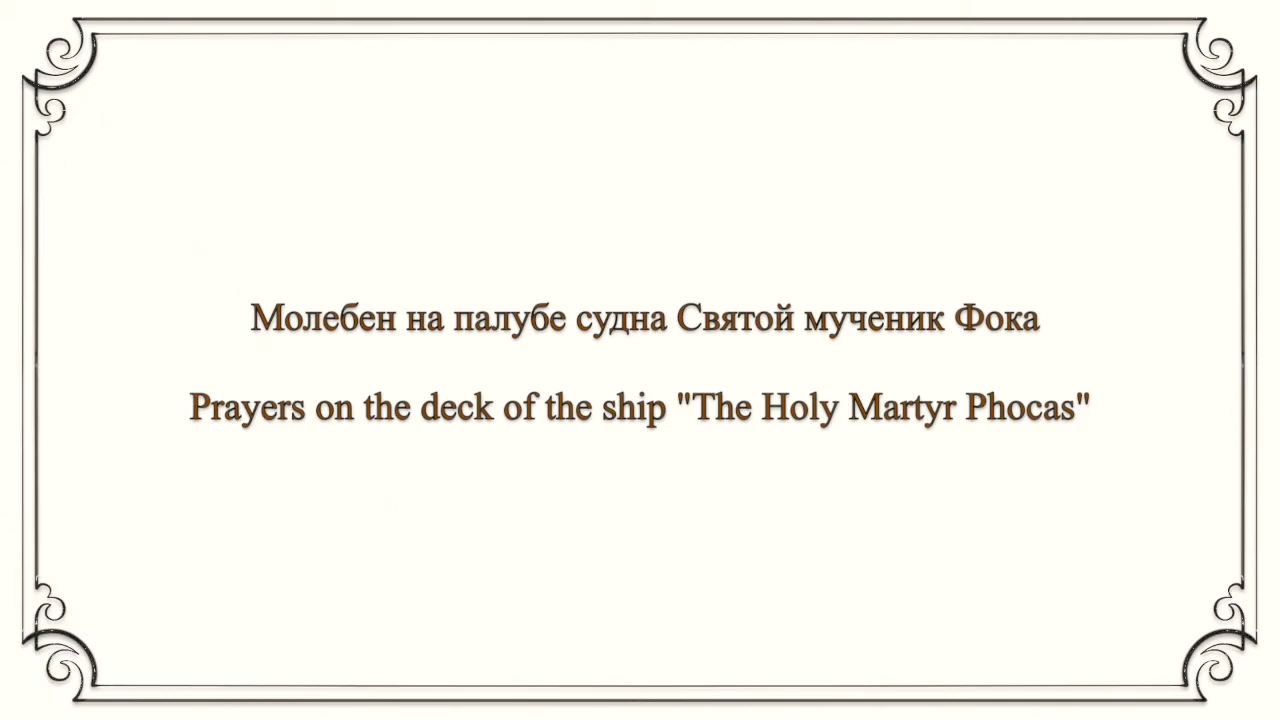 Молебен на палубе судна Святой мученик Фока
Prayers on the deck of the ship "The Holy Martyr Phocas"